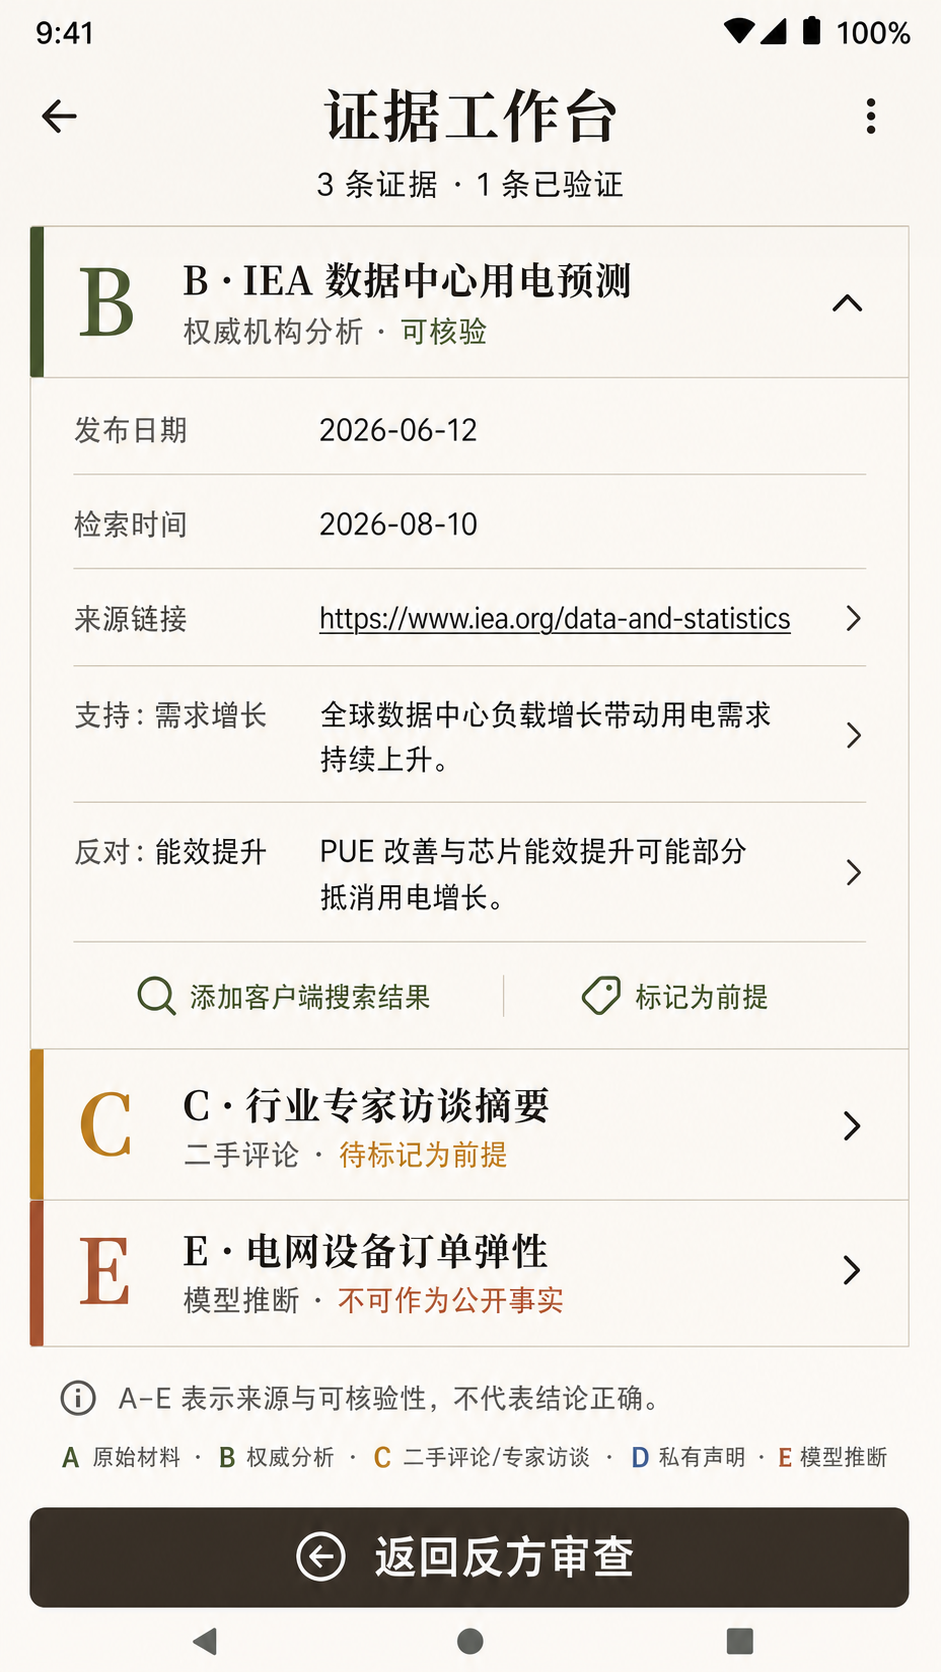 9:41
100%
证据工作台
3 条证据 · 1 条已验证
B
B · IEA 数据中心用电预测
权威机构分析 · 可核验
发布日期
2026-06-12
检索时间
2026-08-10
来源链接
https://www.iea.org/data-and-statistics
支持：需求增长
全球数据中心负载增长带动用电需求
持续上升。
反对：能效提升
PUE 改善与芯片能效提升可能部分
抵消用电增长。
添加客户端搜索结果
标记为前提
C
C · 行业专家访谈摘要
二手评论 · 待标记为前提
E
E · 电网设备订单弹性
模型推断 · 不可作为公开事实
A–E 表示来源与可核验性，不代表结论正确。
A 原始材料 · B 权威分析 · C 二手评论/专家访谈 · D 私有声明 · E 模型推断
返回反方审查